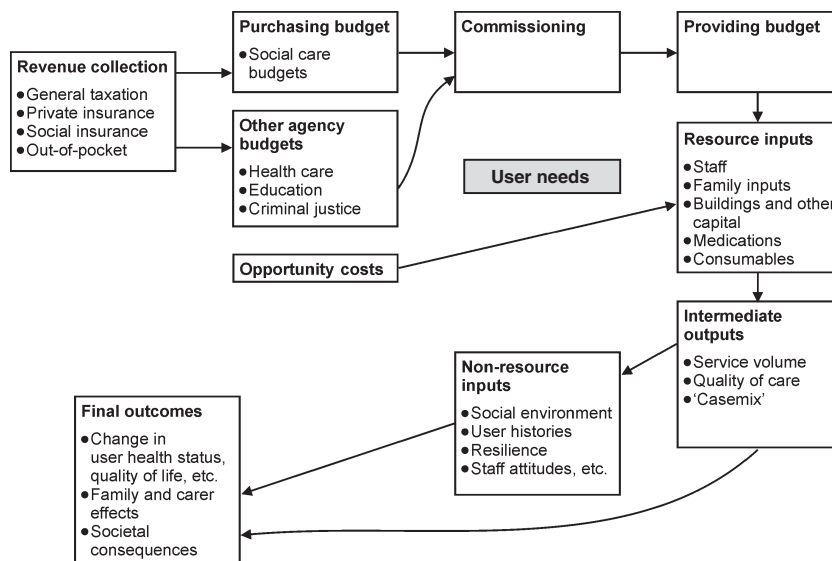 Purchasing budget
●Social care
budgets
Commissioning
Providing budget
Revenue collection
●General taxation
●Private insurance
●Social insurance
●Out-of-pocket
Other agency
budgets
●Health care
●Education
●Criminal justice
User needs
Resource inputs
●Staff
●Family inputs
●Buildings and other
capital
●Medications
●Consumables
Opportunity costs
Intermediate
outputs
●Service volume
●Quality of care
●‘Casemix’
Non-resource
inputs
●Social environment
●User histories
●Resilience
●Staff attitudes, etc.
Final outcomes
●Change in
user health status,
quality of life, etc.
●Family and carer
effects
●Societal
consequences